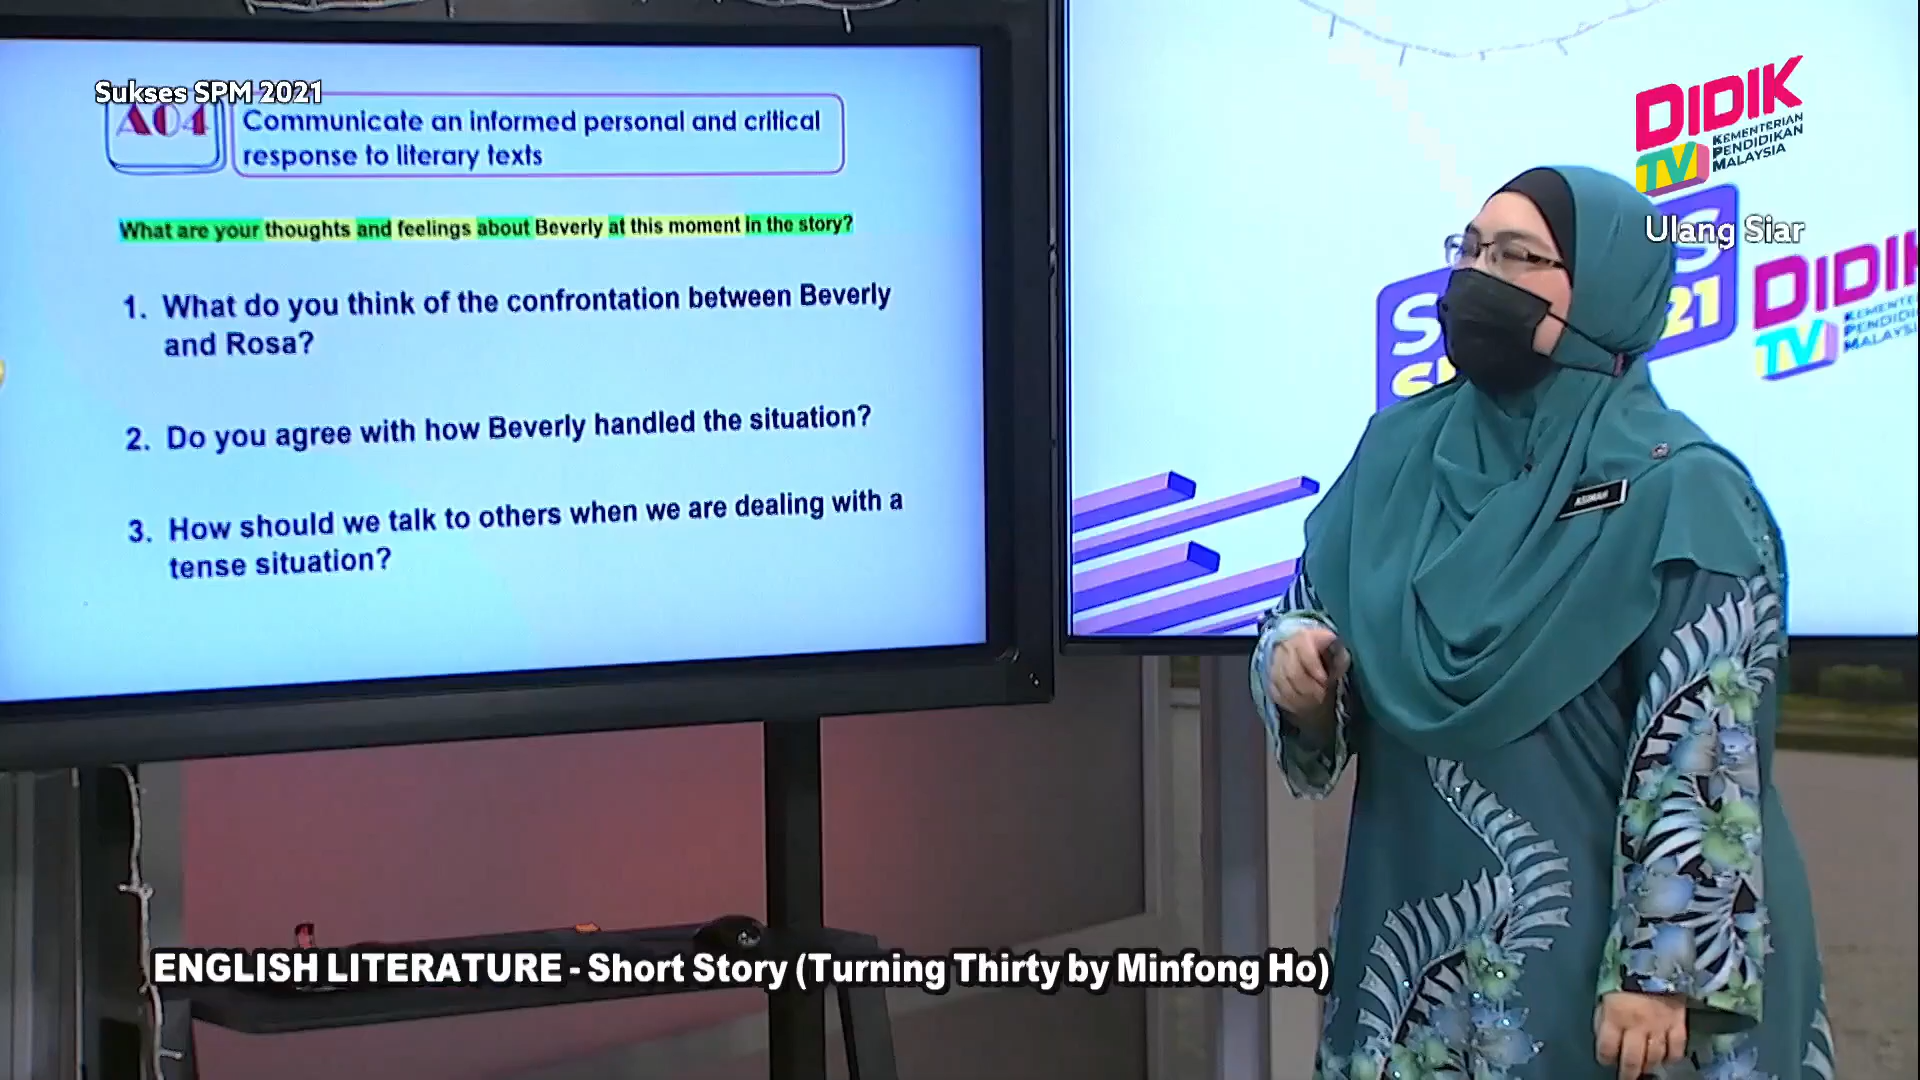 Sukses SPM 2021
AO4
Communicate an informed personal and critical
response to literary texts
What are your thoughts and feelings about Beverly at this moment in the story?
1. What do you think of the confrontation between Beverly
and Rosa?
2. Do you agree with how Beverly handled the situation?
3. How should we talk to others when we are dealing with a
tense situation?
DIDIK
TV
KEMENTERIAN
PENDIDIKAN
MALAYSIA
Ulang Siar
21
DIDIK
TV
ENGLISH LITERATURE - Short Story (Turning Thirty by Minfong Ho)